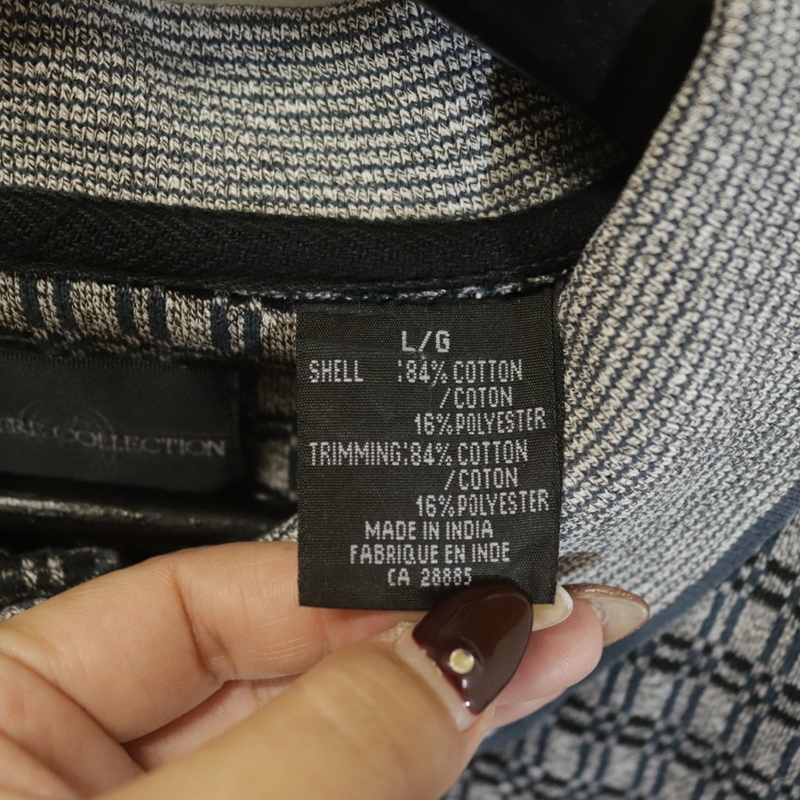 L/G
SHELL :84% COTTON
/COTON
16%POLYESTER
TRIMMING:84% COTTON
/COTON
16%POLYESTER
MADE IN INDIA
FABRIQUE EN INDE
CA 28885
COLLECTION